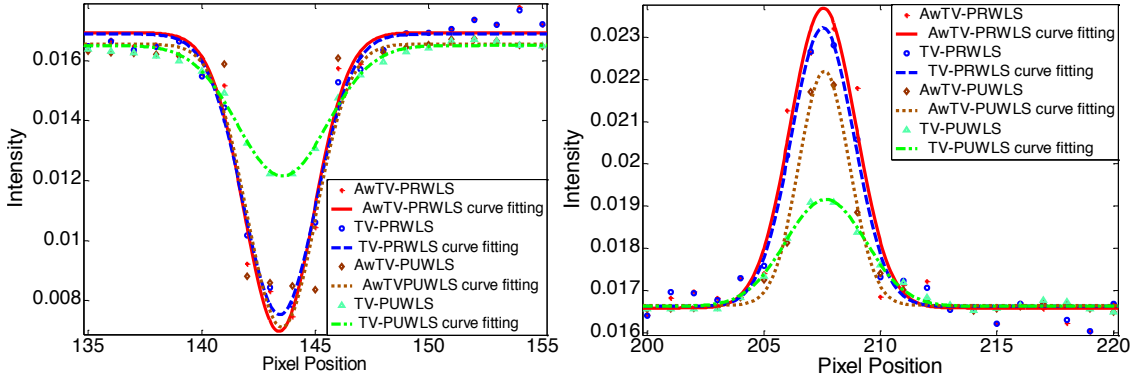 0.016
0.014
0.012
0.01
0.008
Intensity
135
140
145
150
155
Pixel Position
AwTV-PRWLS
AwTV-PRWLS curve fitting
TV-PRWLS
TV-PRWLS curve fitting
AwTV-PUWLS
AwTVPUWLS curve fitting
TV-PUWLS
TV-PUWLS curve fitting
0.023
0.022
0.021
0.02
0.019
0.018
0.017
0.016
Intensity
200
205
210
215
220
Pixel Position
AwTV-PRWLS
AwTV-PRWLS curve fitting
TV-PRWLS
TV-PRWLS curve fitting
AwTV-PUWLS
AwTV-PUWLS curve fitting
TV-PUWLS
TV-PUWLS curve fitting